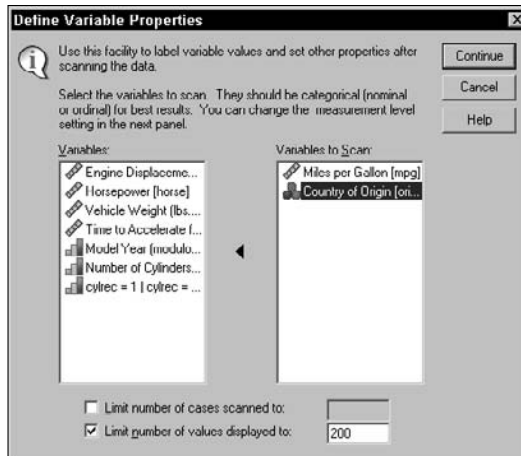 Define Variable Properties
Use this facility to label variable values and set other properties after
scanning the data.
Select the variables to scan. They should be categorical (nominal
or ordinal) for best results. You can change the measurement level
setting in the next panel.
Continue
Cancel
Help
Variables:
Engine Displaceme...
Horsepower [horse]
Vehicle Weight (lbs....
Time to Accelerate f...
Model Year (modulo...
Number of Cylinders...
cylrec = 1 | cylrec = ...
Variables to Scan:
Miles per Gallon [mpg]
Country of Origin [ori...
Limit number of cases scanned to:
Limit number of values displayed to:
200